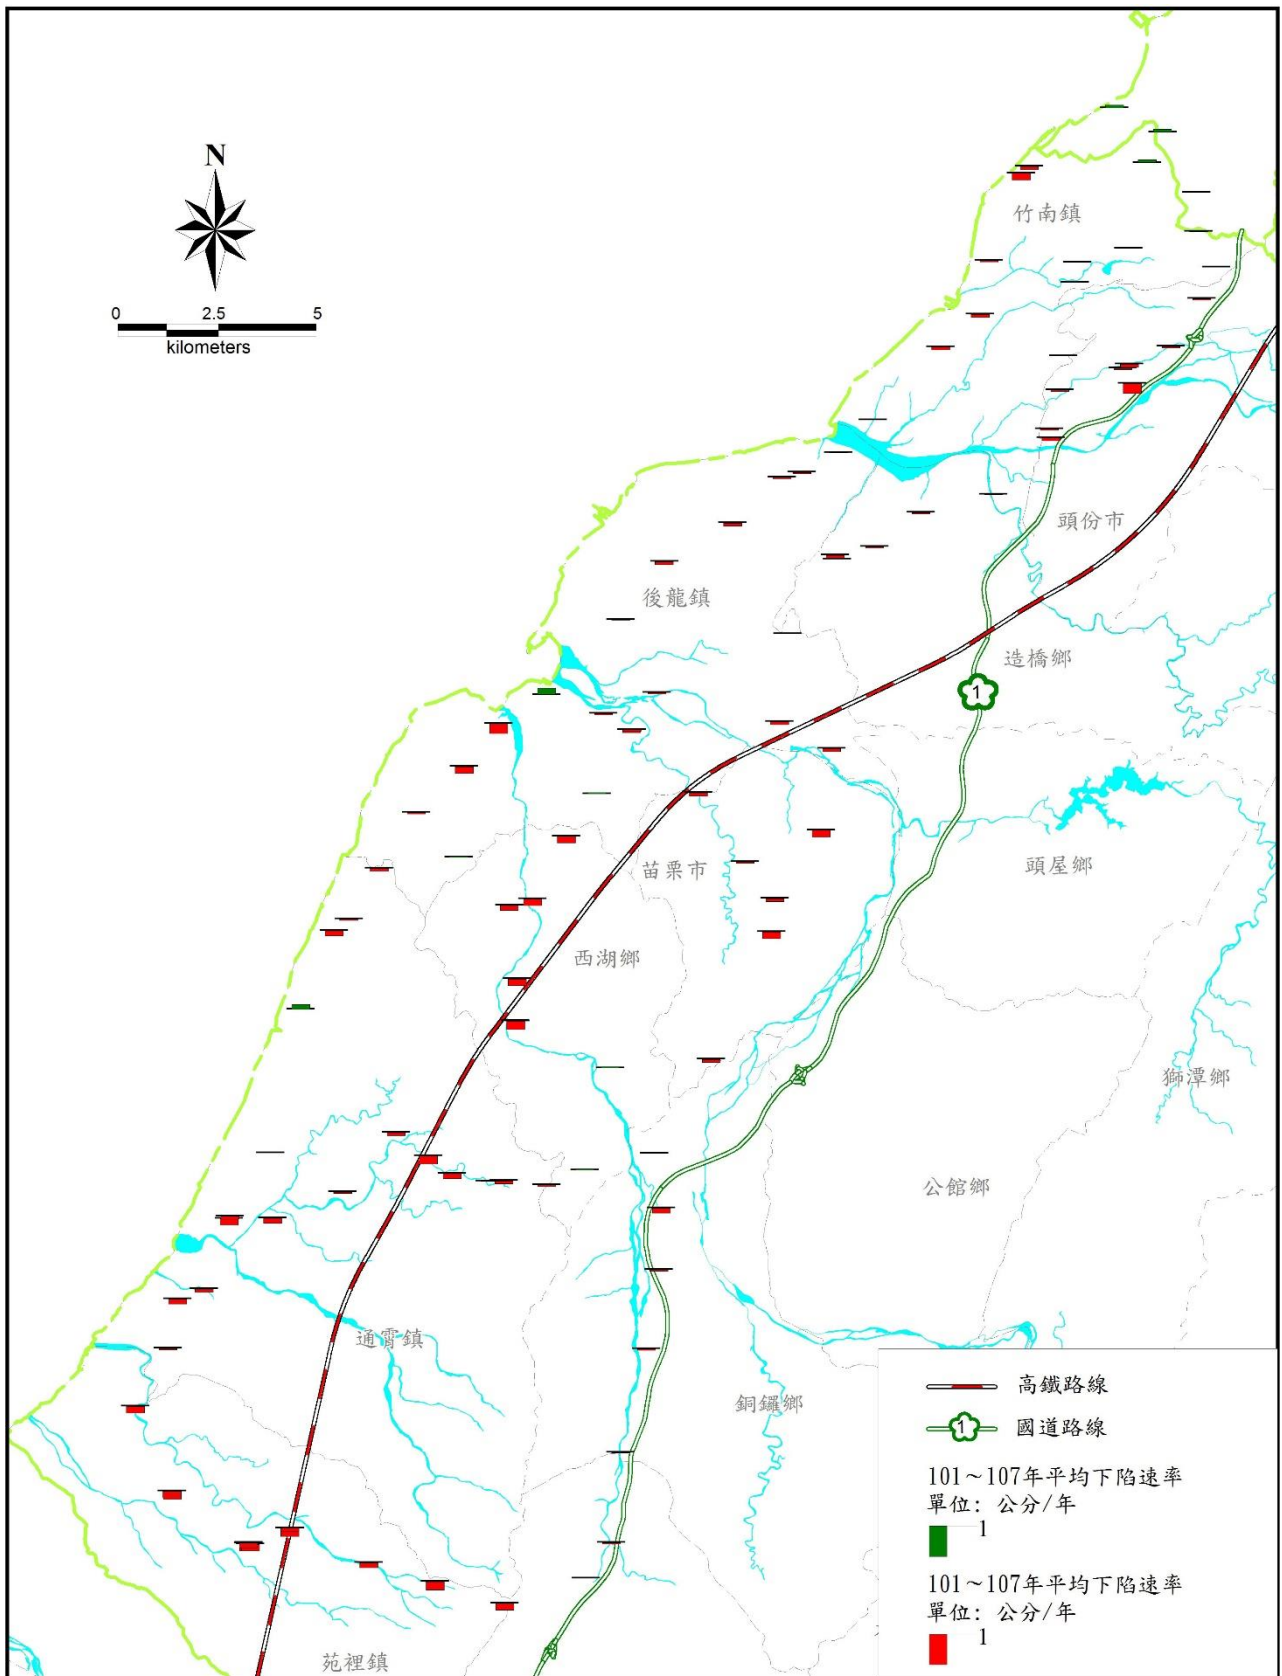 N
0 2.5 5
kilometers
竹南鎮
頭份市
後龍鎮
造橋鄉
1
頭屋鄉
苗栗市
西湖鄉
獅潭鄉
公館鄉
通霄鎮
銅鑼鄉
苑裡鎮
高鐵路線
1 國道路線
101~107年平均下陷速率
單位: 公分/年
1
101~107年平均下陷速率
單位: 公分/年
1